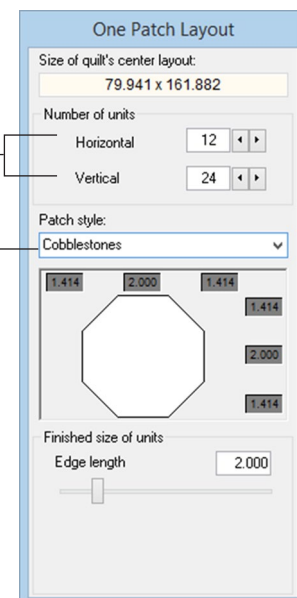 One Patch Layout
Size of quilt's center layout:
79.941 x 161.882
Number of units
Horizontal 12
Vertical 24
Patch style:
Cobblestones
1.414 2.000 1.414
1.414
2.000
1.414
Finished size of units
Edge length 2.000